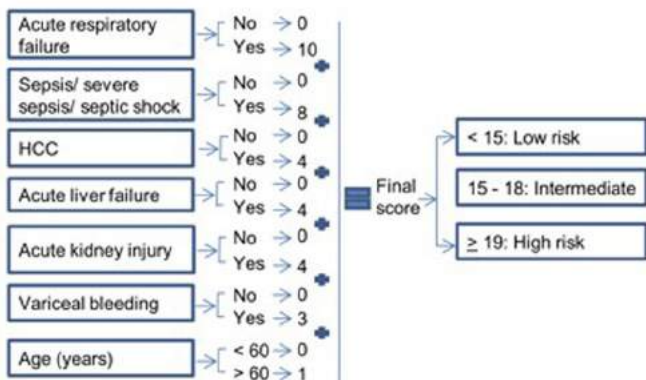 Acute respiratory
failure
No → 0
Yes → 10
Sepsis/ severe
sepsis/ septic shock
No → 0
Yes → 8
HCC
No → 0
Yes → 4
Acute liver failure
No → 0
Yes → 4
Acute kidney injury
No → 0
Yes → 4
Variceal bleeding
No → 0
Yes → 3
Age (years)
< 60 → 0
> 60 → 1
Final
score
< 15: Low risk
15 - 18: Intermediate
≥ 19: High risk